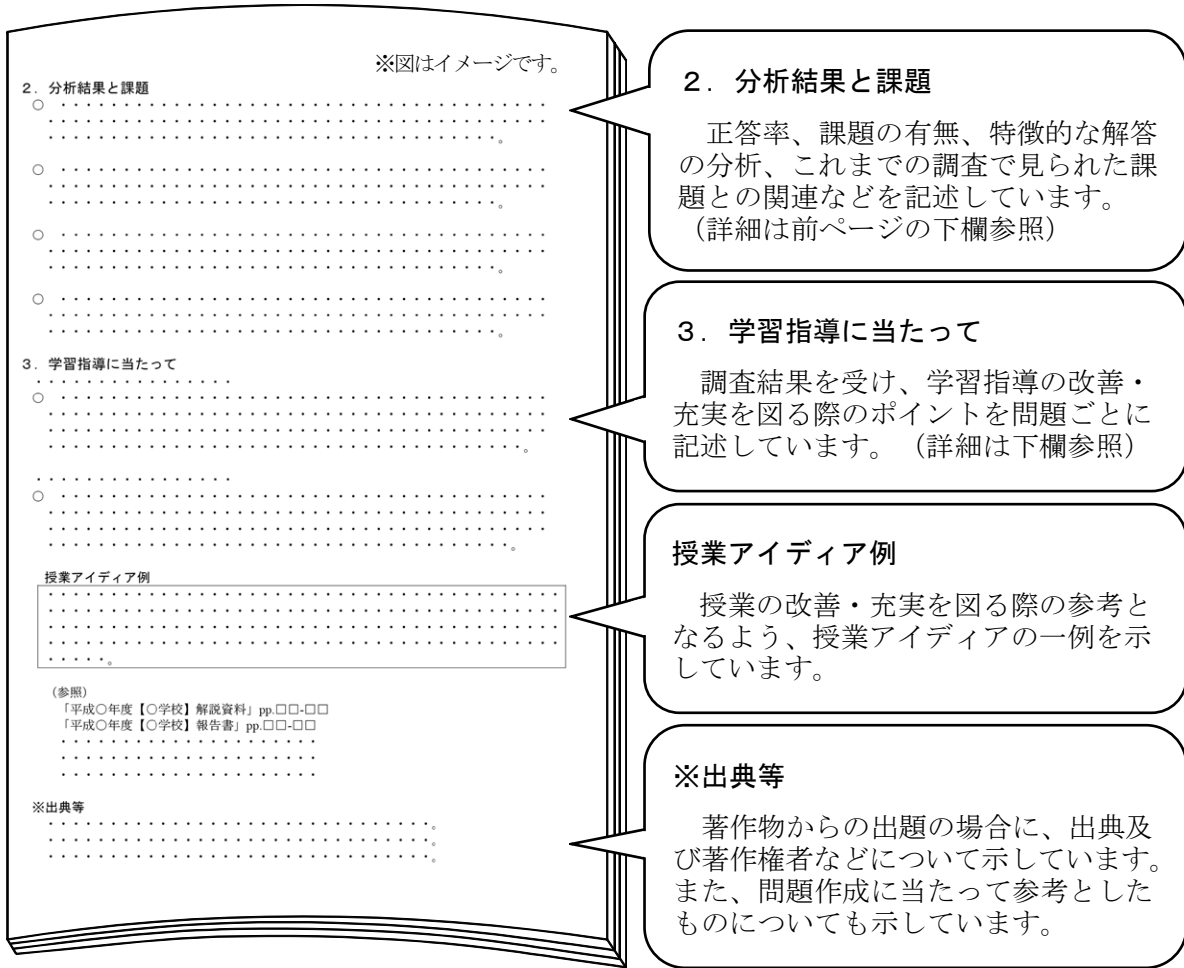 ※図はイメージです。
２．分析結果と課題
○ ・・・・・・・・・・・・・・・・・・・・・・・・・・・・・・・・・・・・・・・・・
・・・・・・・・・・・・・・・・・・・・・・・・・・・・・・・・・・・・・・・・・・
・・・・・・・・・・・・・・・・・・・・・・・・・・・・・・・・・・・・・・。
○ ・・・・・・・・・・・・・・・・・・・・・・・・・・・・・・・・・・・・・・・・・
・・・・・・・・・・・・・・・・・・・・・・・・・・・・・・・・・・・・・・・・・・
・・・・・・・・・・・・・・・・・・・・・・・・・・・・・・・・・・・・・・。
○ ・・・・・・・・・・・・・・・・・・・・・・・・・・・・・・・・・・・・・・・・・
・・・・・・・・・・・・・・・・・・・・・・・・・・・・・・・・・・・・・・・・・・
・・・・・・・・・・・・・・・・・・・・・・・・・・・・・・・・・・・・・・。
○ ・・・・・・・・・・・・・・・・・・・・・・・・・・・・・・・・・・・・・・・・・
・・・・・・・・・・・・・・・・・・・・・・・・・・・・・・・・・・・・・・・・・・
・・・・・・・・・・・・・・・・・・・・・・・・・・・・・・・・・・・・・・。
３．学習指導に当たって
・・・・・・・・・・・・・・・・・
○ ・・・・・・・・・・・・・・・・・・・・・・・・・・・・・・・・・・・・・・・・・
・・・・・・・・・・・・・・・・・・・・・・・・・・・・・・・・・・・・・・・・・・
・・・・・・・・・・・・・・・・・・・・・・・・・・・・・・・・・・・・・・・・・・
・・・・・・・・・・・・・・・・・・・・・・・・・・・・・・・・・・・・・・・・。
・・・・・・・・・・・・・・・・・
○ ・・・・・・・・・・・・・・・・・・・・・・・・・・・・・・・・・・・・・・・・・
・・・・・・・・・・・・・・・・・・・・・・・・・・・・・・・・・・・・・・・・・・
・・・・・・・・・・・・・・・・・・・・・・・・・・・・・・・・・・・・・・・・・・
・・・・・・・・・・・・・・・・・・・・・・・・・・・・・・・・・・・・・・・。
授業アイディア例
・・・・・・・・・・・・・・・・・・・・・・・・・・・・・・・・・・・・・・・・・・・
・・・・・・・・・・・・・・・・・・・・・・・・・・・・・・・・・・・・・・・・・・・
・・・・・・・・・・・・・・・・・・・・・・・・・・・・・・・・・・・・・・・・・・・
・・・・・・・・・・・・・・・・・・・・・・・・・・・・・・・・・・・・・・・・・・・
・・・・・。
（参照）
「平成○年度【○学校】解説資料」pp.□□-□□
「平成○年度【○学校】報告書」pp.□□-□□
・・・・・・・・・・・・・・・・・・・・・・
・・・・・・・・・・・・・・・・・・・・・・
・・・・・・・・・・・・・・・・・・・・・・
※出典等
・・・・・・・・・・・・・・・・・・・・・・・・・・・・・・・・。
・・・・・・・・・・・・・・・・・・・・・・・・・・・・・・・・。
・・・・・・・・・・・・・・・・・・・・・・・・・・・・・・・・。
２．分析結果と課題
正答率、課題の有無、特徴的な解答
の分析、これまでの調査で見られた課
題との関連などを記述しています。
（詳細は前ページの下欄参照）
３．学習指導に当たって
調査結果を受け、学習指導の改善・
充実を図る際のポイントを問題ごとに
記述しています。（詳細は下欄参照）
授業アイディア例
授業の改善・充実を図る際の参考と
なるよう、授業アイディアの一例を示
しています。
※出典等
著作物からの出題の場合に、出典及
び著作権者などについて示しています。
また、問題作成に当たって参考とした
ものについても示しています。